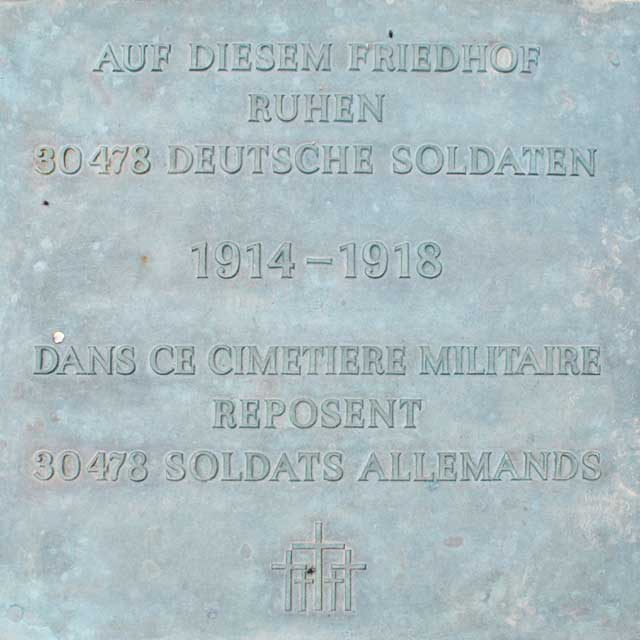 AUF DIESEM FRIEDHOF
RUHEN
30478 DEUTSCHE SOLDATEN
1914-1918
DANS CE CIMETIERE MILITAIRE
REPOSENT
30478 SOLDATS ALLEMANDS